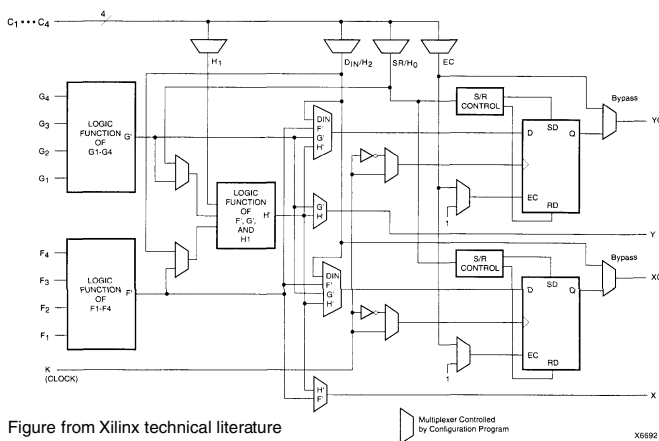 C1 • • • C4
4
H1
DIN/H2
SR/H0
EC
G4
G3
G2
G1
LOGIC
FUNCTION
OF
G1-G4
G'
DIN
F'
G'
H'
S/R
CONTROL
Bypass
D
SD
Q
EC
RD
1
LOGIC
FUNCTION
OF
F', G',
AND
H1
H'
G'
H'
Y
F4
F3
F2
F1
LOGIC
FUNCTION
OF
F1-F4
F'
DIN
F'
G'
H'
S/R
CONTROL
Bypass
D
SD
Q
EC
RD
1
K
(CLOCK)
H'
F'
X
Multiplexer Controlled
by Configuration Program
Figure from Xilinx technical literature
X6692